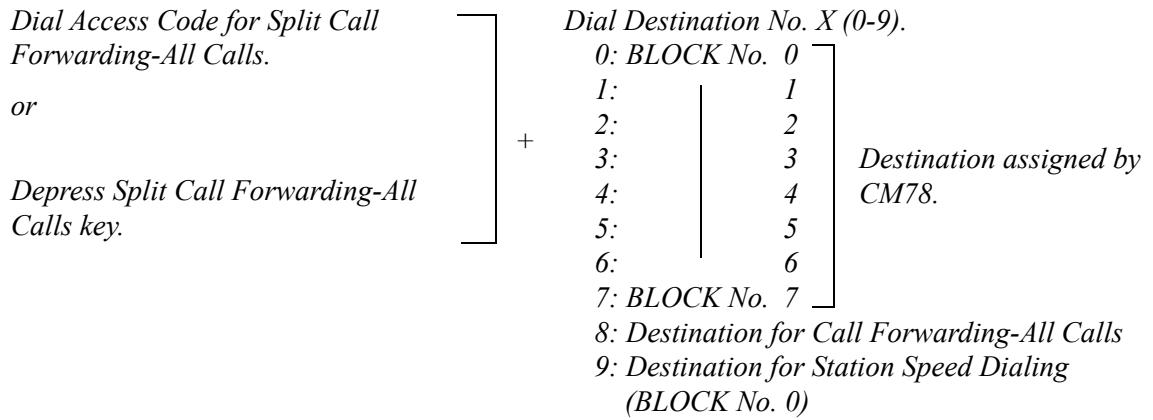 Dial Access Code for Split Call
Forwarding-All Calls.
or
Depress Split Call Forwarding-All
Calls key.
+
Dial Destination No. X (0-9).
0: BLOCK No. 0
1: 1
2: 2
3: 3
4: 4
5: 5
6: 6
7: BLOCK No. 7
Destination assigned by
CM78.
8: Destination for Call Forwarding-All Calls
9: Destination for Station Speed Dialing
(BLOCK No. 0)